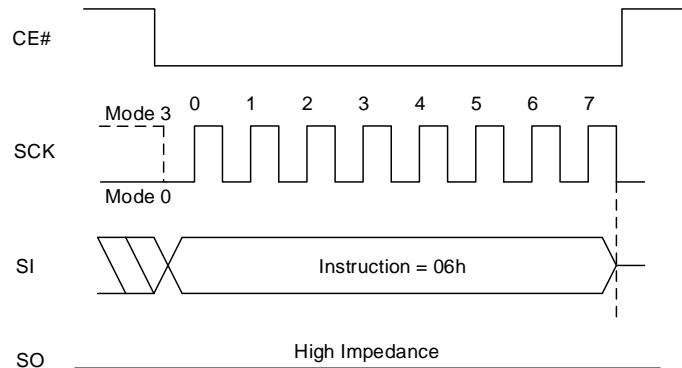 CE#
Mode 3
0 1 2 3 4 5 6 7
SCK
Mode 0
SI
Instruction = 06h
SO
High Impedance